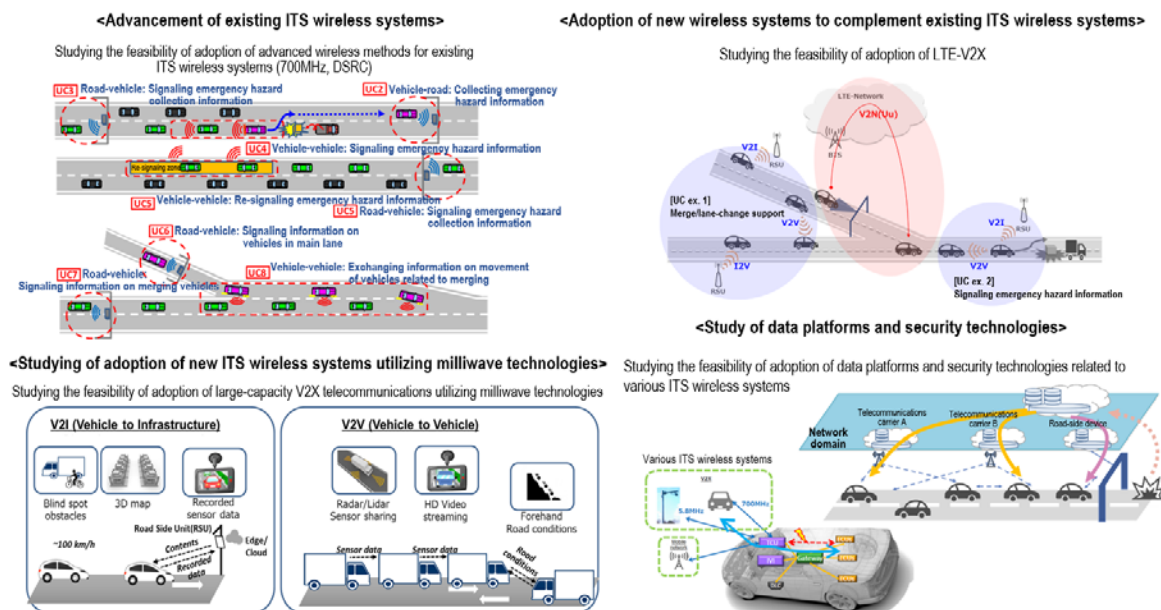 <Advancement of existing ITS wireless systems>
Studying the feasibility of adoption of advanced wireless methods for existing
ITS wireless systems (700MHz, DSRC)
UC3 Road-vehicle: Signaling emergency hazard
collection information
UC2 Vehicle-road: Collecting emergency
hazard information
UC4 Vehicle-vehicle: Signaling emergency hazard information
Re-signaling zone
UC5 Vehicle-vehicle: Re-signaling emergency hazard information
UC5 Road-vehicle: Signaling emergency hazard
collection information
UC6 Road-vehicle: Signaling information on
vehicles in main lane
UC7 Road-vehicle:
Signaling information on merging vehicles
UC8 Vehicle-vehicle: Exchanging information on movement
of vehicles related to merging
<Adoption of new wireless systems to complement existing ITS wireless systems>
Studying the feasibility of adoption of LTE-V2X
LTE-Network
V2N(Uu)
BTS
V2I
RSU
[UC ex. 1]
Merge/lane-change support
V2V
I2V
RSU
V2I
RSU
V2V
[UC ex. 2]
Signaling emergency hazard information
<Studying of adoption of new ITS wireless systems utilizing milliwave technologies>
Studying the feasibility of adoption of large-capacity V2X telecommunications utilizing milliwave technologies
V2I (Vehicle to Infrastructure)
Blind spot
obstacles
3D map
Recorded
sensor data
Road Side Unit(RSU)
~100 km/h
Contents
Recorded
data
Edge/
Cloud
V2V (Vehicle to Vehicle)
Radar/Lidar
Sensor sharing
HD Video
streaming
Forehand
Road conditions
Sensor data
Sensor data
Road
conditions
<Study of data platforms and security technologies>
Studying the feasibility of adoption of data platforms and security technologies related to
various ITS wireless systems
Telecommunications
carrier A
Telecommunications
carrier B
Road-side device
Network
domain
Various ITS wireless systems
V2X
5.8MHz
700MHz
TCU
IVI
Gateway